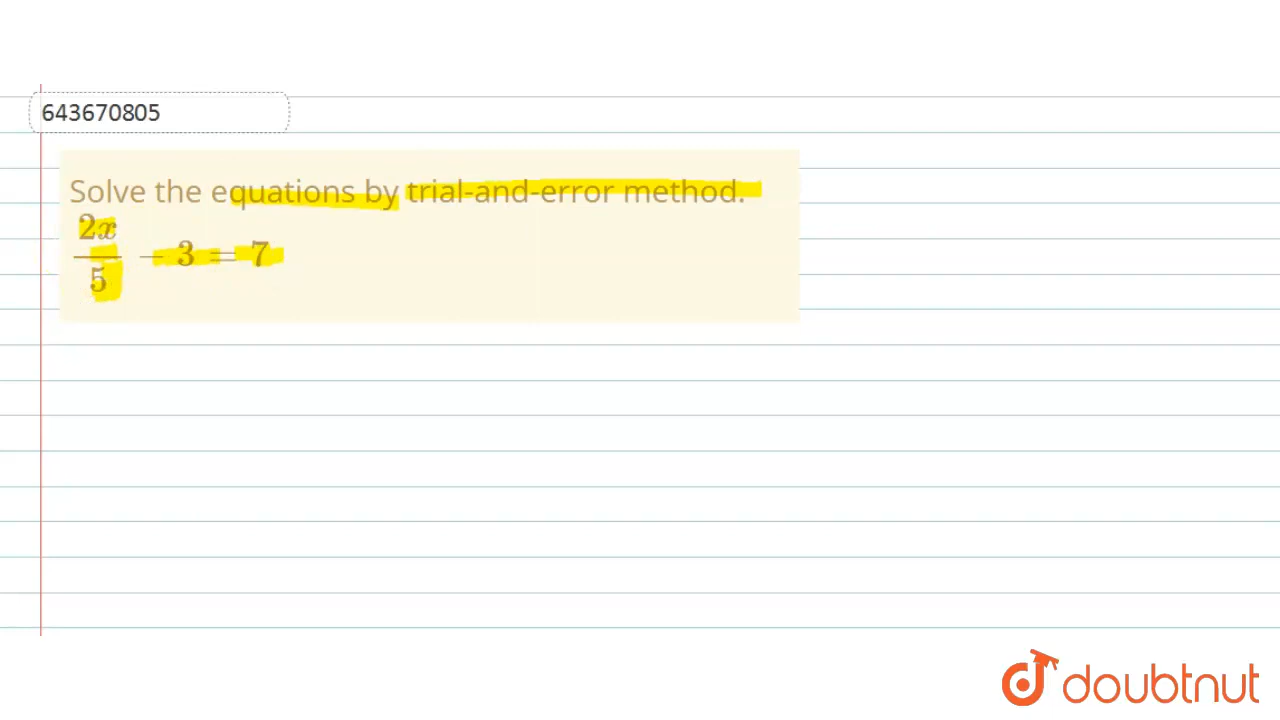 643670805
Solve the equations by trial-and-error method.
2x/5 − 3 = 7
doubtnut